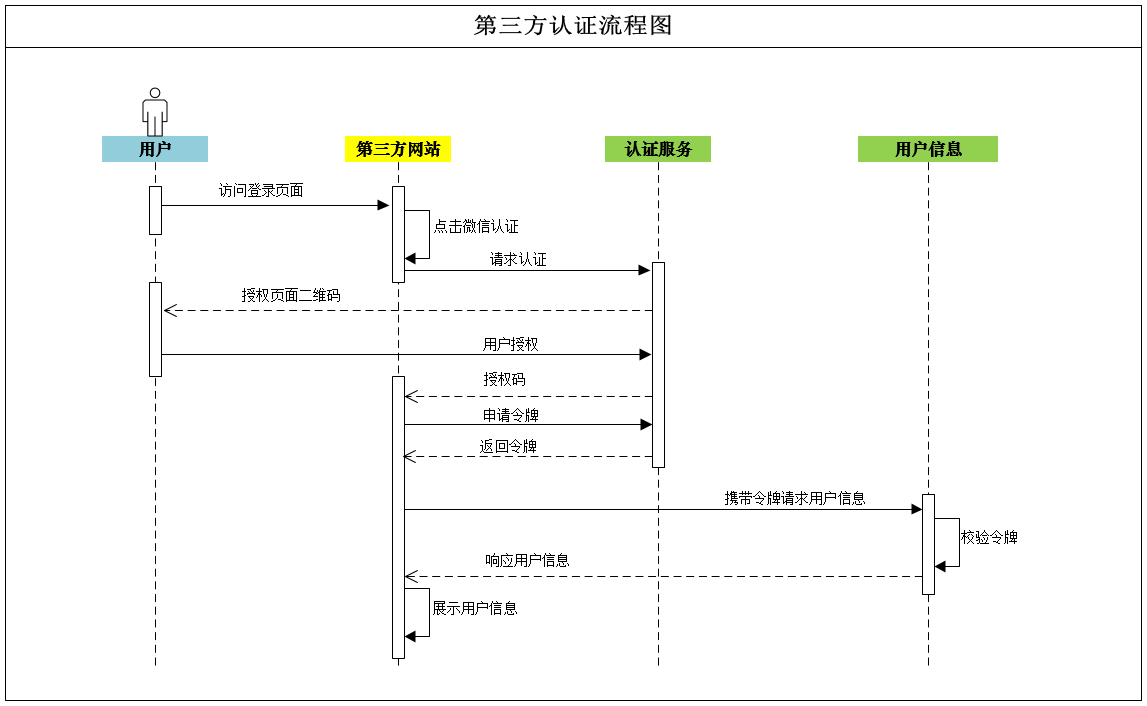 第三方认证流程图
用户
第三方网站
认证服务
用户信息
访问登录页面
点击微信认证
请求认证
授权页面二维码
用户授权
授权码
申请令牌
返回令牌
携带令牌请求用户信息
校验令牌
响应用户信息
展示用户信息